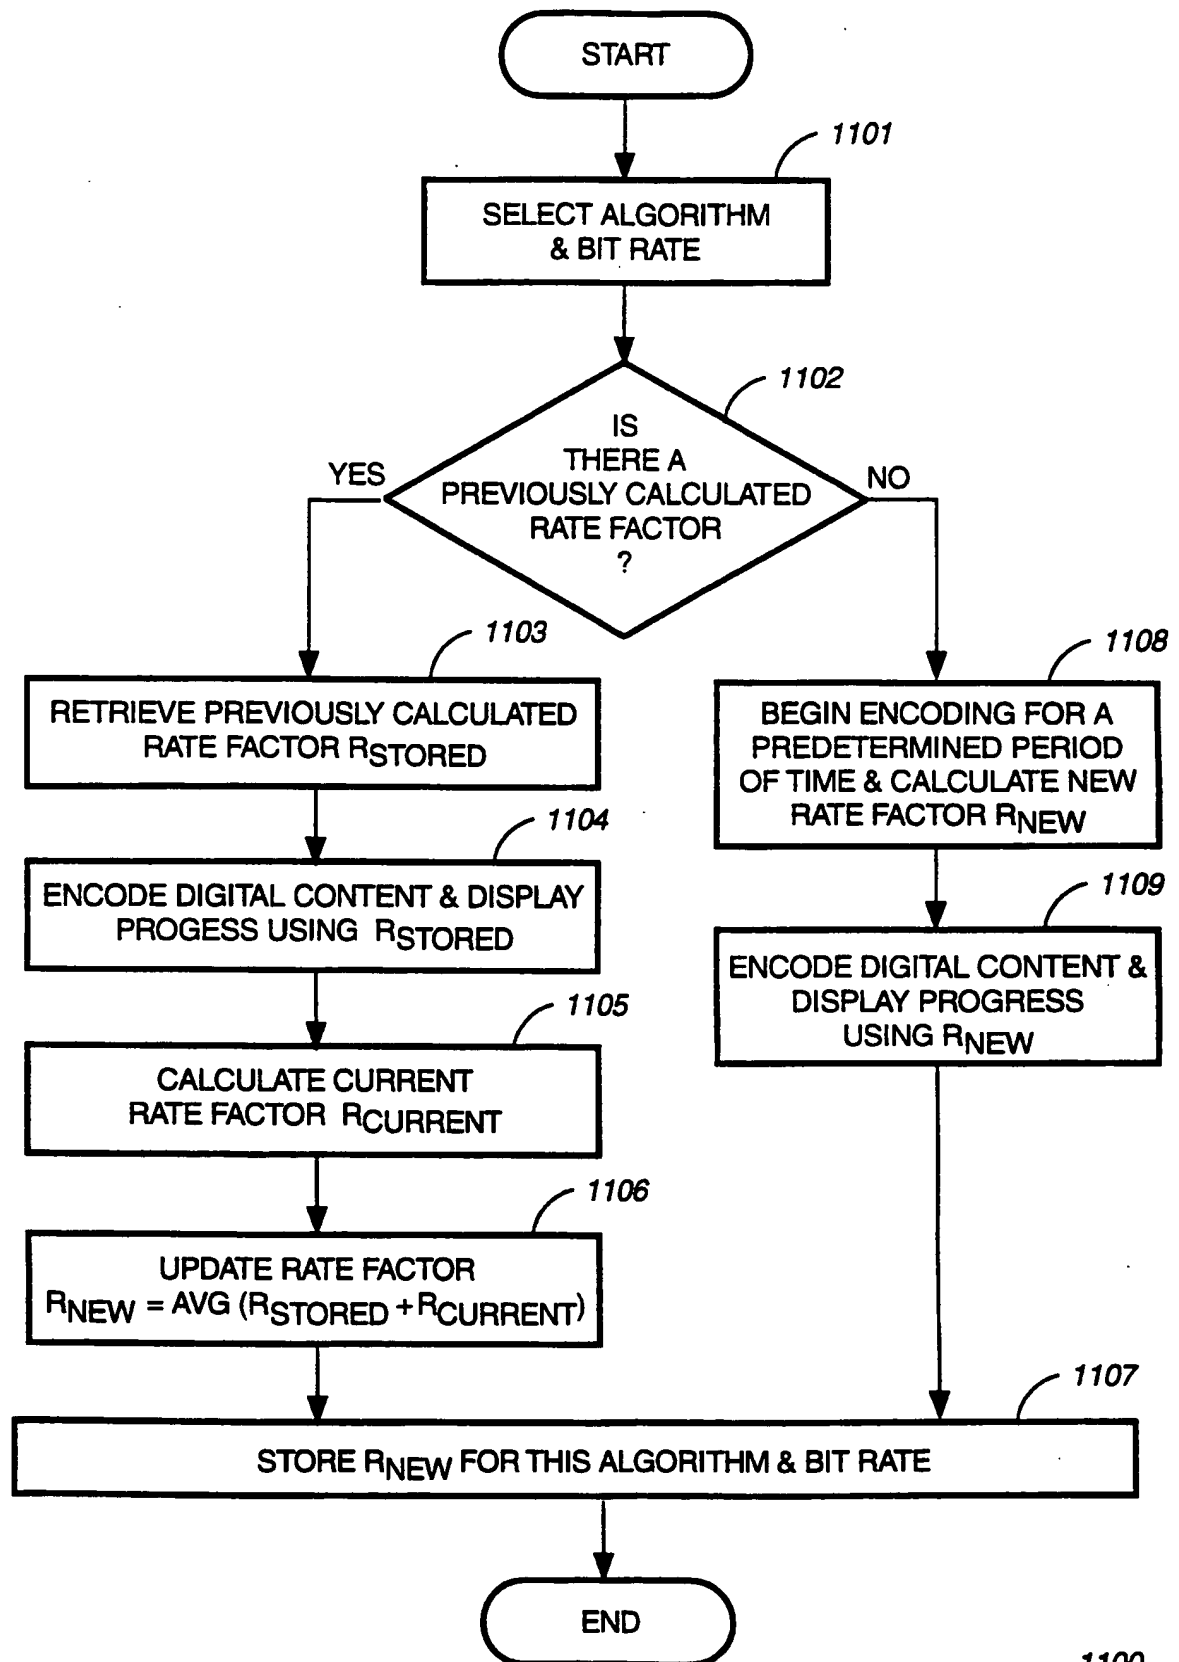 START
1101
SELECT ALGORITHM
& BIT RATE
1102
IS
THERE A
PREVIOUSLY CALCULATED
RATE FACTOR
?
YES
NO
1103
RETRIEVE PREVIOUSLY CALCULATED
RATE FACTOR RSTORED
1104
ENCODE DIGITAL CONTENT & DISPLAY
PROGESS USING RSTORED
1105
CALCULATE CURRENT
RATE FACTOR RCURRENT
1106
UPDATE RATE FACTOR
RNEW = AVG (RSTORED + RCURRENT)
1108
BEGIN ENCODING FOR A
PREDETERMINED PERIOD
OF TIME & CALCULATE NEW
RATE FACTOR RNEW
1109
ENCODE DIGITAL CONTENT &
DISPLAY PROGRESS
USING RNEW
1107
STORE RNEW FOR THIS ALGORITHM & BIT RATE
END